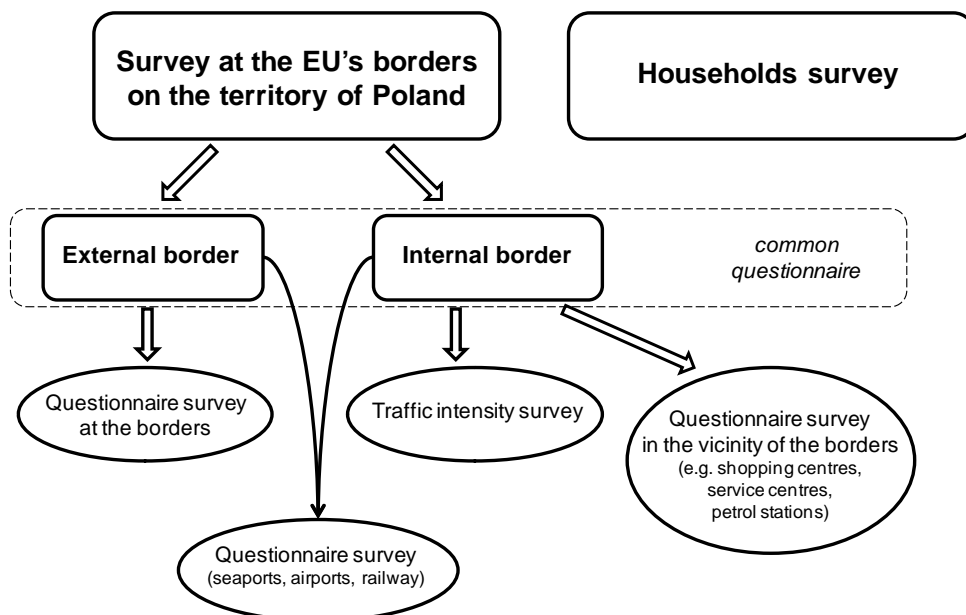 Survey at the EU's borders
on the territory of Poland
Households survey
External border
Internal border
common
questionnaire
Questionnaire survey
at the borders
Traffic intensity survey
Questionnaire survey
in the vicinity of the borders
(e.g. shopping centres,
service centres,
petrol stations)
Questionnaire survey
(seaports, airports, railway)